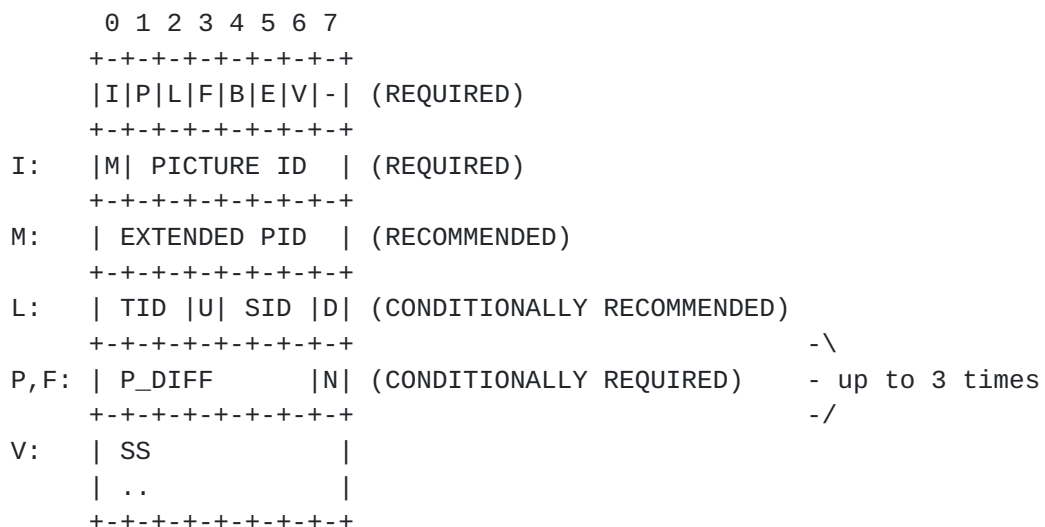 0 1 2 3 4 5 6 7
     +-+-+-+-+-+-+-+-+
     |I|P|L|F|B|E|V|-| (REQUIRED)
     +-+-+-+-+-+-+-+-+
I:   |M| PICTURE ID  | (REQUIRED)
     +-+-+-+-+-+-+-+-+
M:   | EXTENDED PID  | (RECOMMENDED)
     +-+-+-+-+-+-+-+-+
L:   | TID |U| SID |D| (CONDITIONALLY RECOMMENDED)
     +-+-+-+-+-+-+-+-+                             -\
P,F: | P_DIFF      |N| (CONDITIONALLY REQUIRED)    - up to 3 times
     +-+-+-+-+-+-+-+-+                             -/
V:   | SS            |
     | ..            |
     +-+-+-+-+-+-+-+-+